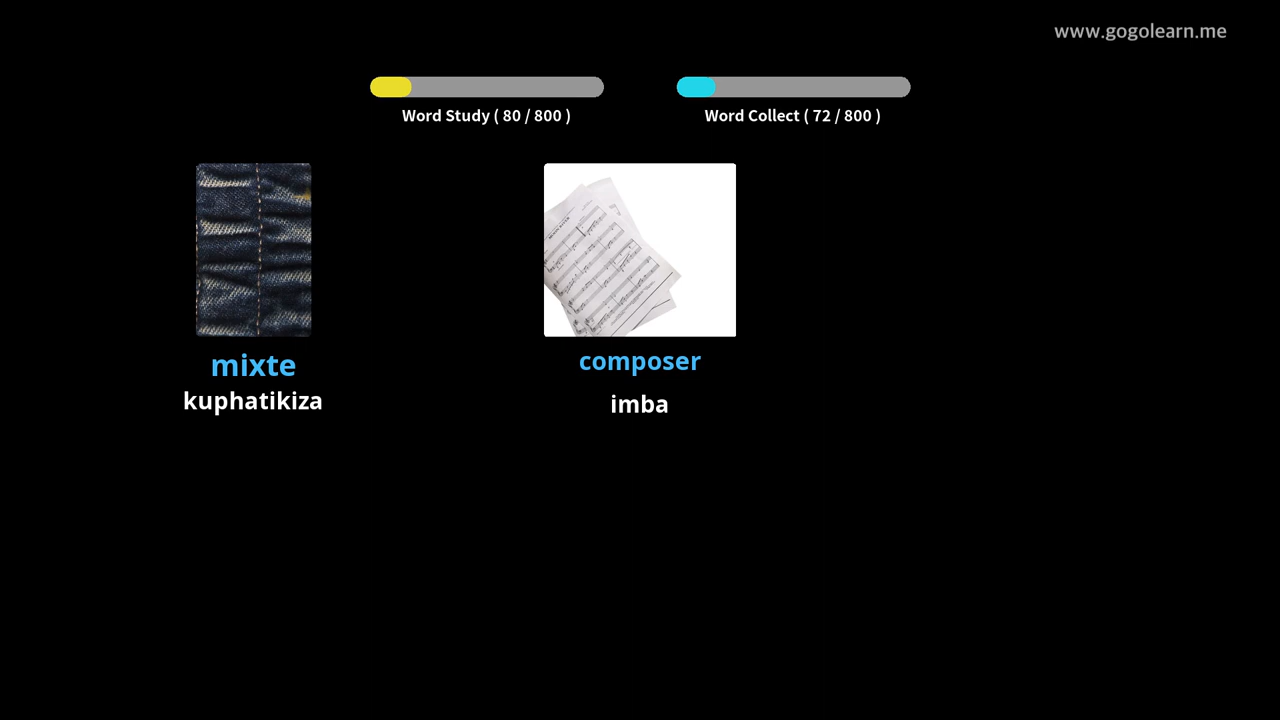 www.gogolearn.me
Word Study ( 80 / 800 )
Word Collect ( 72 / 800 )
mixte
kuphatikiza
composer
imba